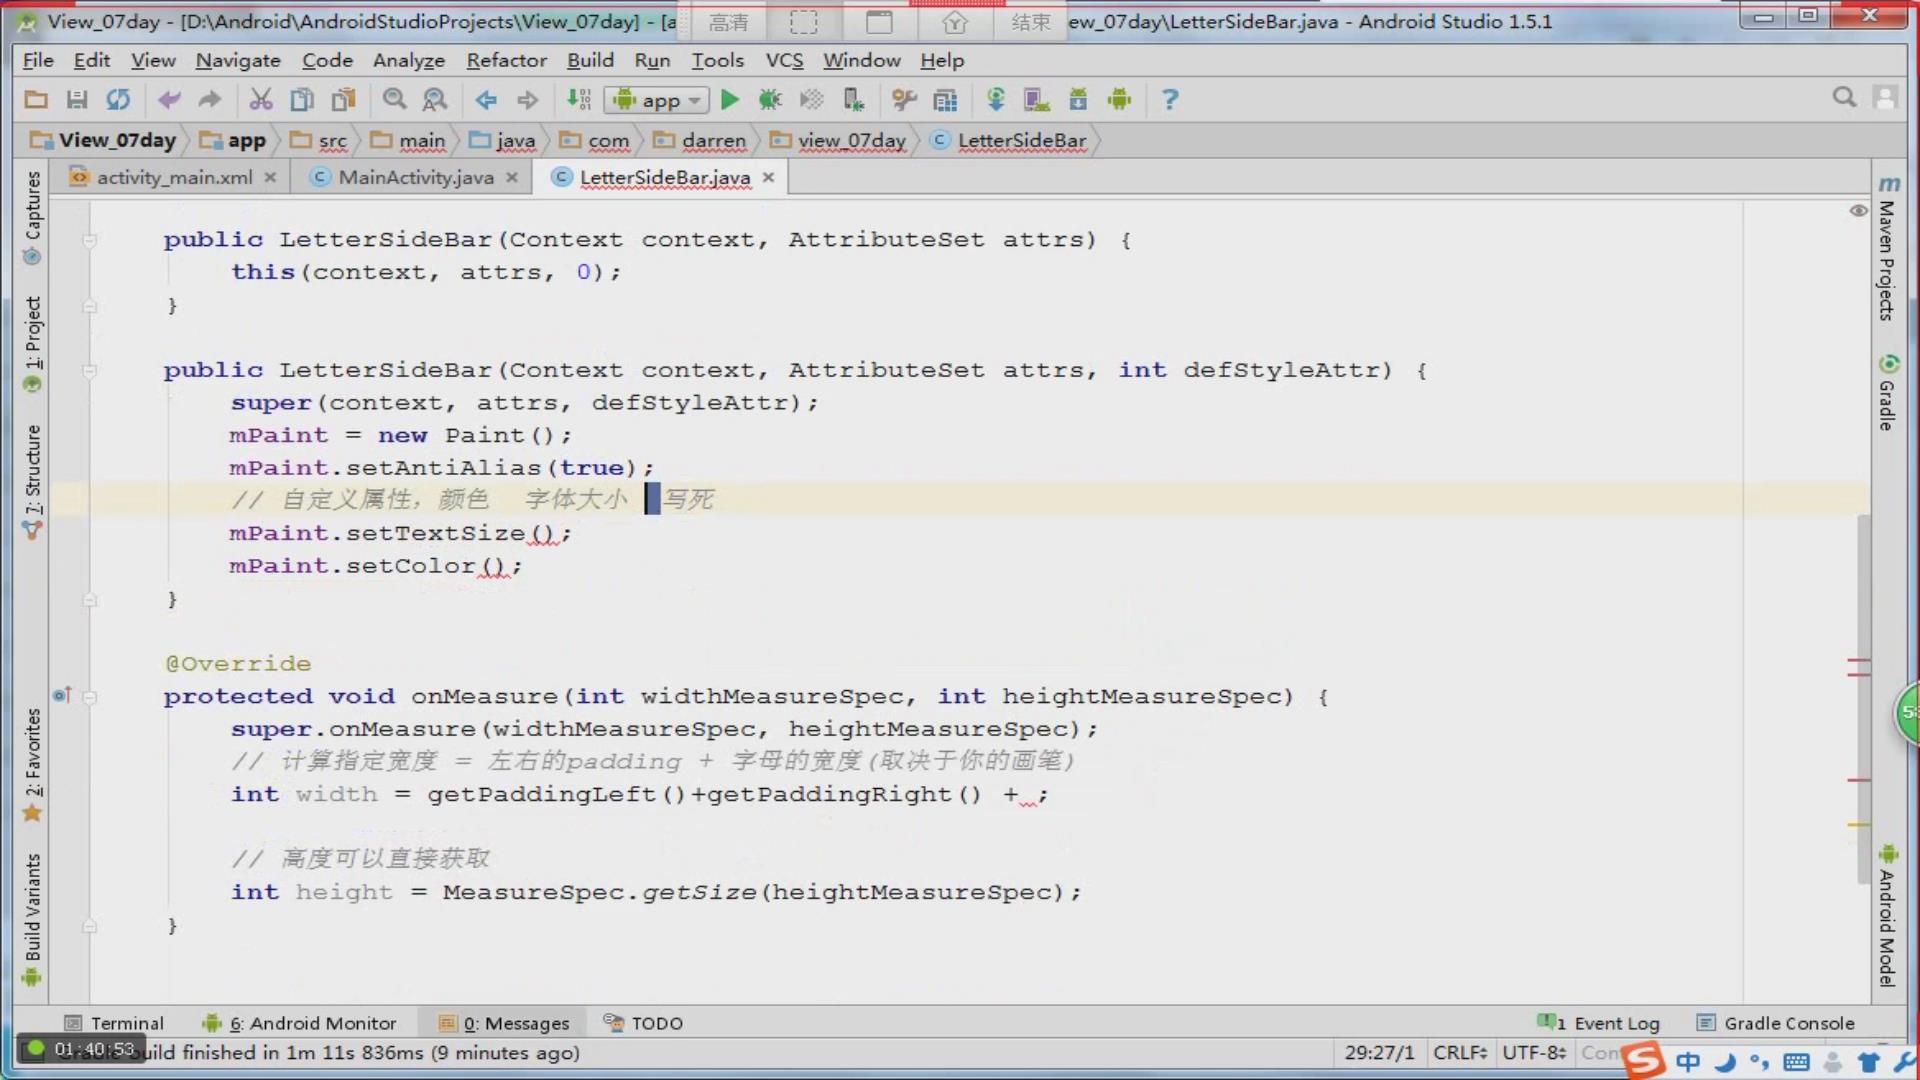 View_07day - [D:\Android\AndroidStudioProjects\View_07day] - [a
高清
结束
ew_07day\LetterSideBar.java - Android Studio 1.5.1
File Edit View Navigate Code Analyze Refactor Build Run Tools VCS Window Help
app
View_07day app src main java com darren view_07day LetterSideBar
activity_main.xml MainActivity.java LetterSideBar.java
Captures
1: Project
7: Structure
2: Favorites
Build Variants
public LetterSideBar(Context context, AttributeSet attrs) {
this(context, attrs, 0);
}
public LetterSideBar(Context context, AttributeSet attrs, int defStyleAttr) {
super(context, attrs, defStyleAttr);
mPaint = new Paint();
mPaint.setAntiAlias(true);
// 自定义属性，颜色  字体大小  写死
mPaint.setTextSize();
mPaint.setColor();
}
@Override
protected void onMeasure(int widthMeasureSpec, int heightMeasureSpec) {
super.onMeasure(widthMeasureSpec, heightMeasureSpec);
// 计算指定宽度 = 左右的padding + 字母的宽度(取决于你的画笔)
int width = getPaddingLeft()+getPaddingRight() + ;
// 高度可以直接获取
int height = MeasureSpec.getSize(heightMeasureSpec);
}
m
Maven Projects
Gradle
Android Model
Terminal 6: Android Monitor 0: Messages TODO
1 Event Log Gradle Console
01:40:53
build finished in 1m 11s 836ms (9 minutes ago)
29:27/1 CRLF UTF-8 Con
中